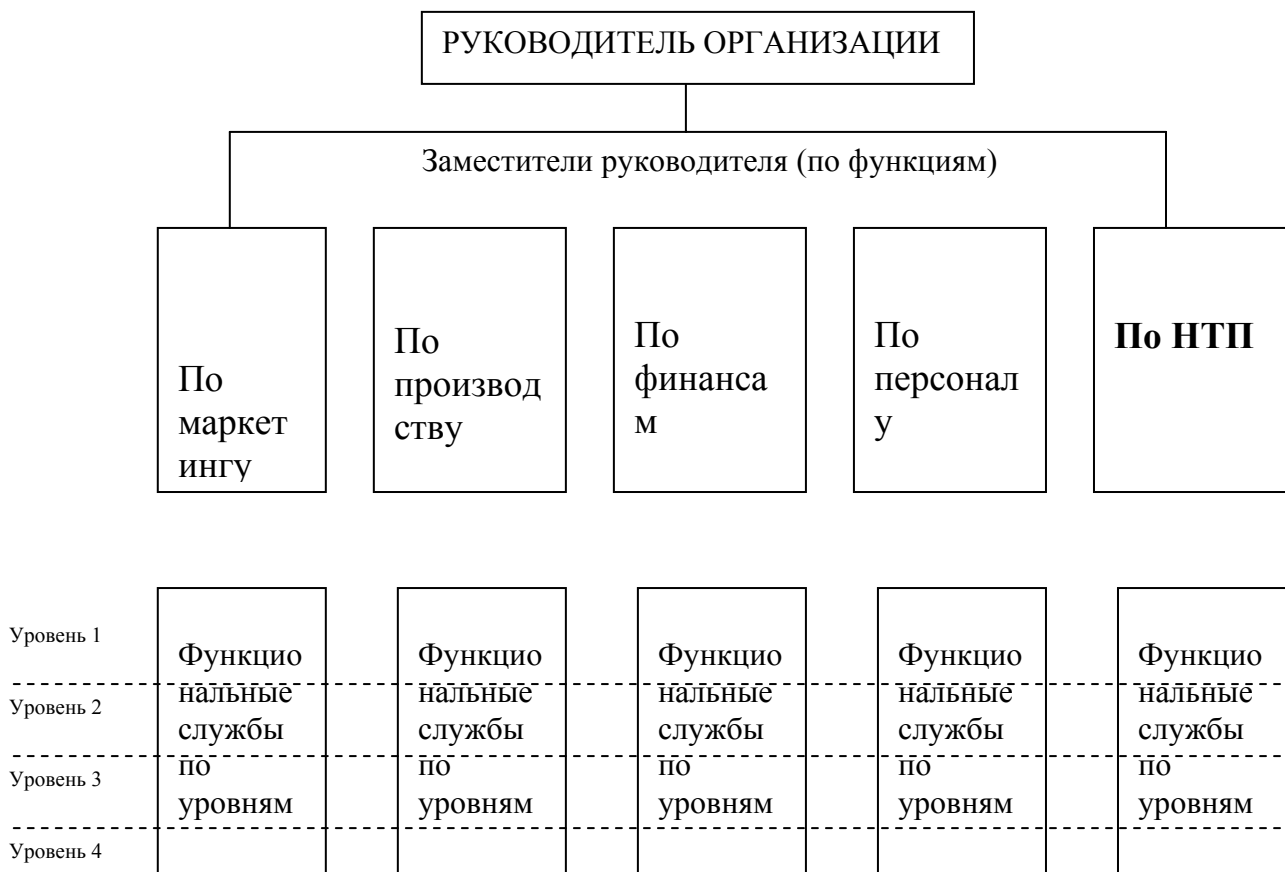 РУКОВОДИТЕЛЬ ОРГАНИЗАЦИИ
Заместители руководителя (по функциям)
По
маркет
ингу
По
производ
ству
По
финанса
м
По
персонал
у
По НТП
Уровень 1
Уровень 2
Уровень 3
Уровень 4
Функцио
нальные
службы
по
уровням
Функцио
нальные
службы
по
уровням
Функцио
нальные
службы
по
уровням
Функцио
нальные
службы
по
уровням
Функцио
нальные
службы
по
уровням